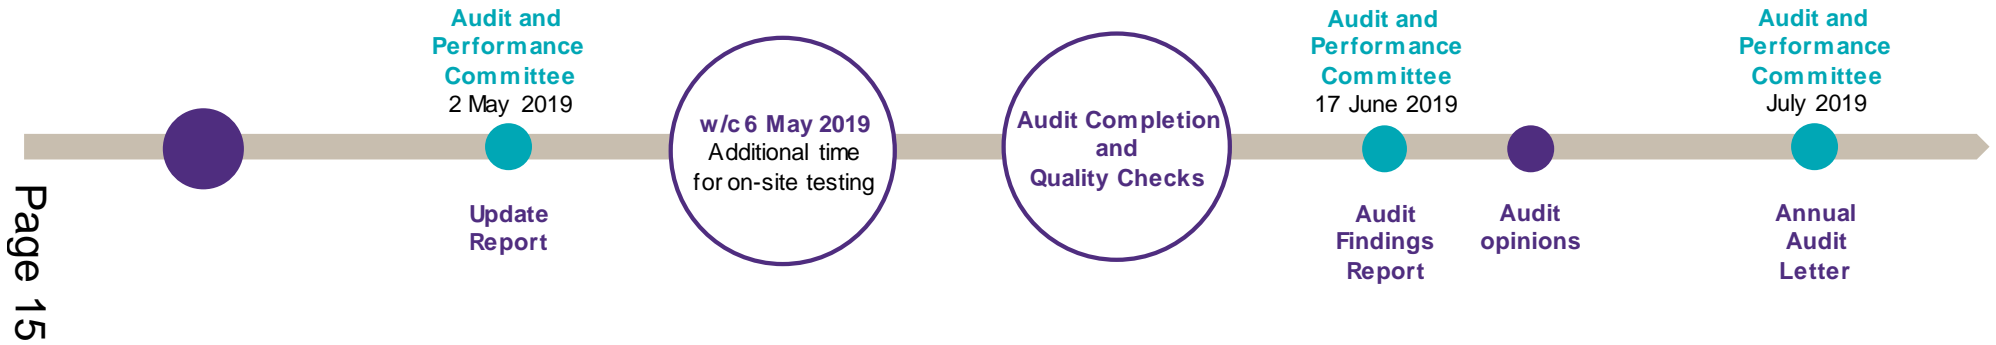 Audit and
Performance
Committee
2 May 2019
Update
Report
w/c 6 May 2019
Additional time
for on-site testing
Audit Completion
and
Quality Checks
Audit and
Performance
Committee
17 June 2019
Audit
Findings
Report
Audit
opinions
Audit and
Performance
Committee
July 2019
Annual
Audit
Letter
Page 15